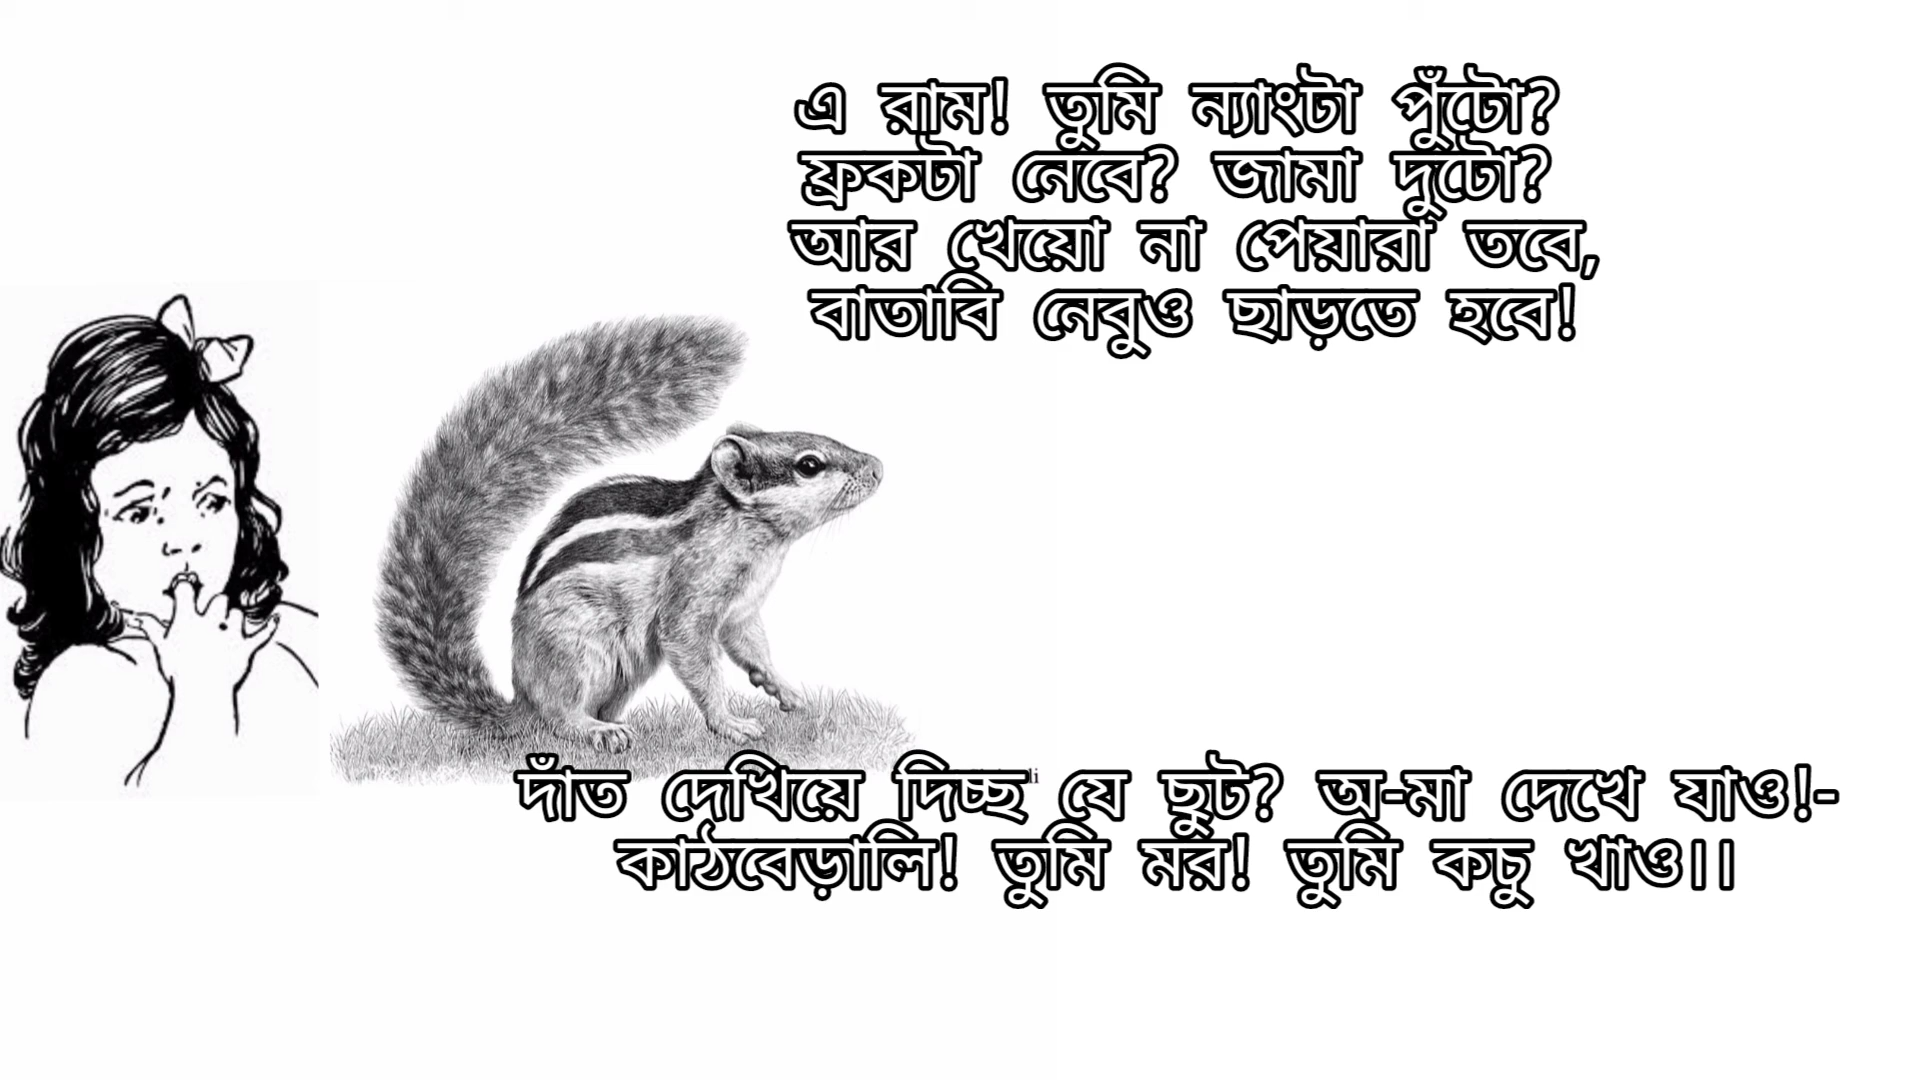 এ রাম! তুমি ন্যাংটা পুঁটো?
ফ্রকটা নেবে? জামা দুটো?
আর খেয়ো না পেয়ারা তবে,
বাতাবি নেবুও ছাড়তে হবে!
দাঁত দেখিয়ে দিচ্ছ যে ছুট? অ-মা দেখে যাও!-
কাঠবেড়ালি! তুমি মর! তুমি কচু খাও।।